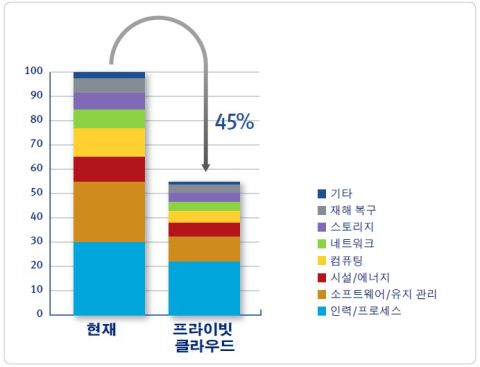 100
90
80
70
60
50
40
30
20
10
0
45%
현재
프라이빗
클라우드
기타
재해 복구
스토리지
네트워크
컴퓨팅
시설/에너지
소프트웨어/유지 관리
인력/프로세스